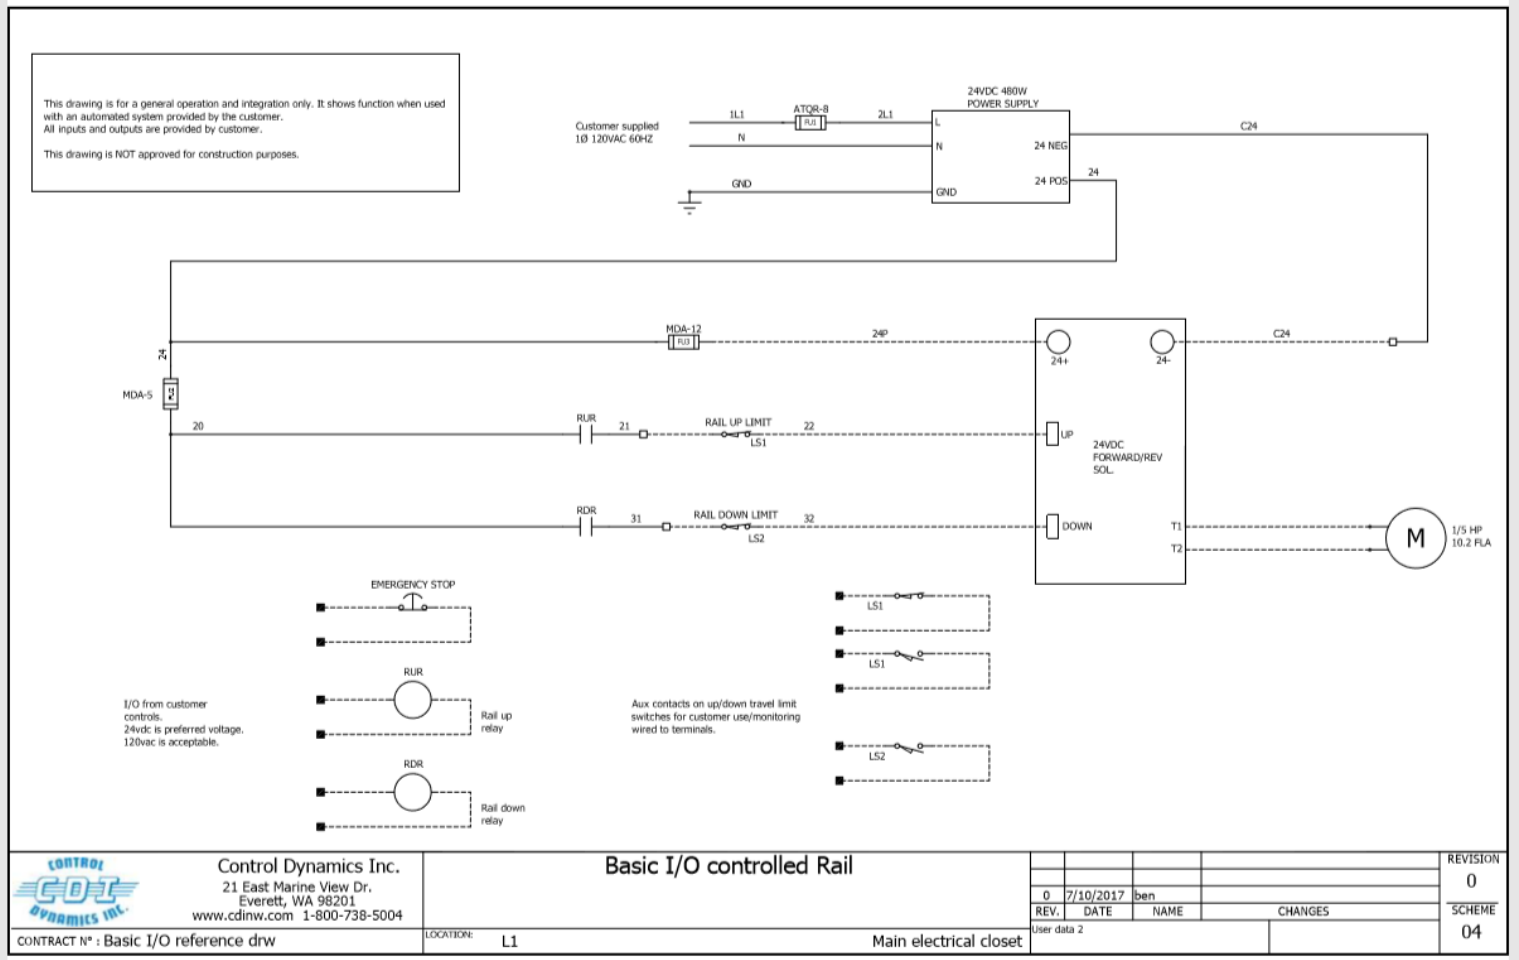 This drawing is for a general operation and integration only. It shows function when used
with an automated system provided by the customer.
All inputs and outputs are provided by customer.
This drawing is NOT approved for construction purposes.
Customer supplied
1Ø 120VAC 60HZ
1L1
ATQR-8
FU1
2L1
N
GND
24VDC 480W
POWER SUPPLY
L
N
GND
24 NEG
24 POS
C24
24
24
MDA-12
FU3
24P
24+
24-
C24
MDA-5
FU2
20
RUR
21
RAIL UP LIMIT
LS1
22
UP
24VDC
FORWARD/REV
SOL.
RDR
31
RAIL DOWN LIMIT
LS2
32
DOWN
T1
T2
M
1/5 HP
10.2 FLA
EMERGENCY STOP
RUR
Rail up
relay
RDR
Rail down
relay
I/O from customer
controls.
24vdc is preferred voltage.
120vac is acceptable.
LS1
LS1
LS2
Aux contacts on up/down travel limit
switches for customer use/monitoring
wired to terminals.
CONTROL
CDI
DYNAMICS INC.
Control Dynamics Inc.
21 East Marine View Dr.
Everett, WA 98201
www.cdinw.com 1-800-738-5004
CONTRACT N° : Basic I/O reference drw
Basic I/O controlled Rail
LOCATION:
L1
Main electrical closet
0 7/10/2017 ben
REV. DATE NAME CHANGES
User data 2
REVISION
0
SCHEME
04